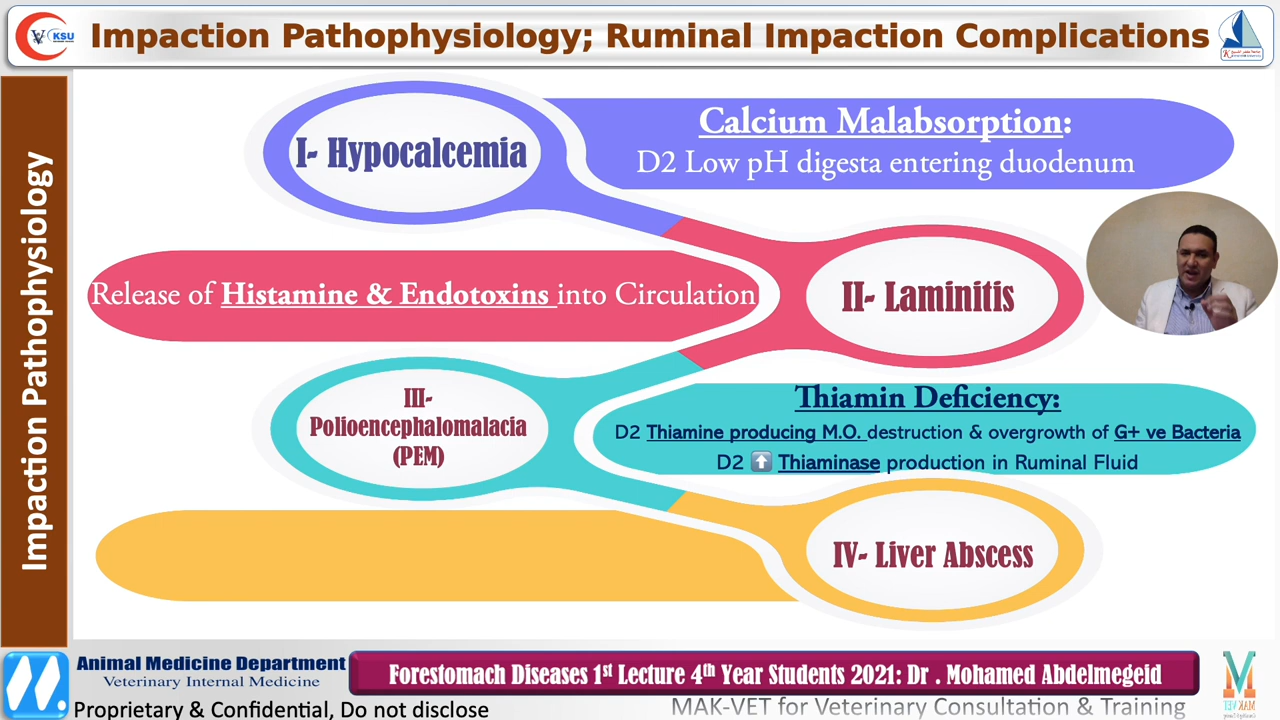 KSU
Impaction Pathophysiology; Ruminal Impaction Complications
Impaction Pathophysiology
I- Hypocalcemia
Calcium Malabsorption:
D2 Low pH digesta entering duodenum
Release of Histamine & Endotoxins into Circulation
II- Laminitis
III-
Polioencephalomalacia
(PEM)
Thiamin Deficiency:
D2 Thiamine producing M.O. destruction & overgrowth of G+ ve Bacteria
D2 ⬆ Thiaminase production in Ruminal Fluid
IV- Liver Abscess
Animal Medicine Department
Veterinary Internal Medicine
Forestomach Diseases 1st Lecture 4th Year Students 2021: Dr . Mohamed Abdelmegeid
Proprietary & Confidential, Do not disclose
MAK-VET for Veterinary Consultation & Training
MAK-VET